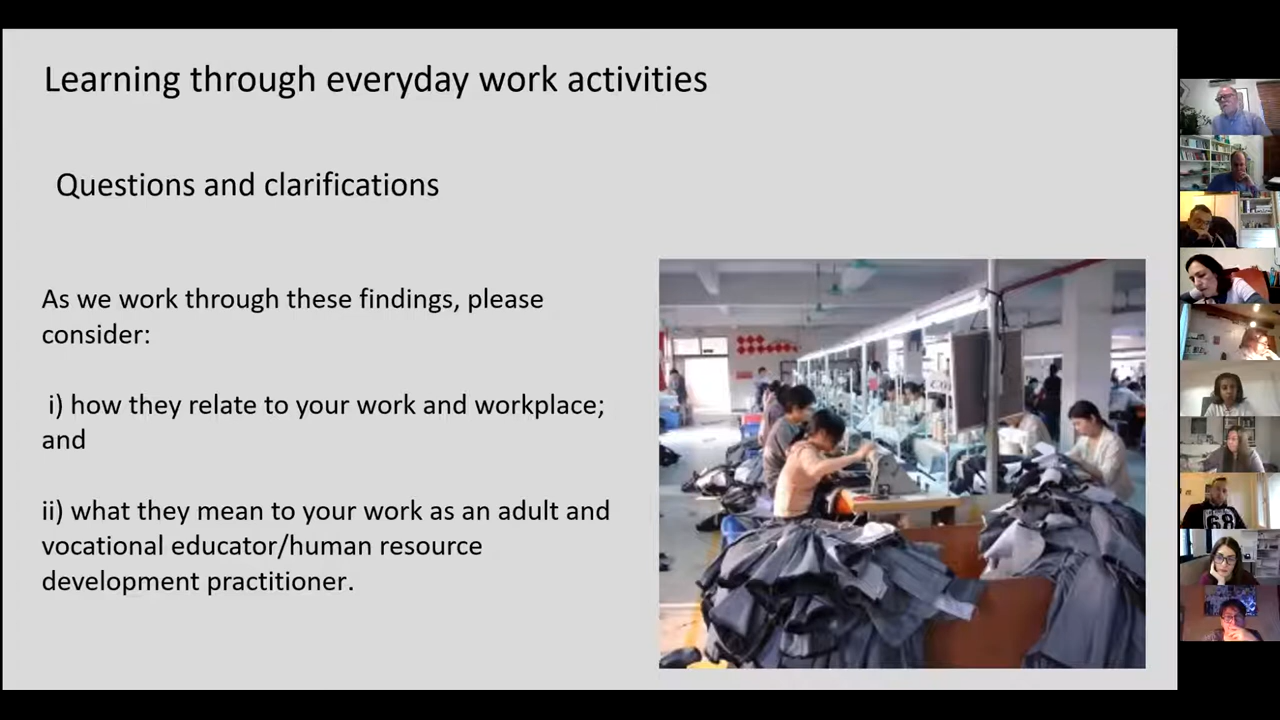 Learning through everyday work activities
Questions and clarifications
As we work through these findings, please
consider:
i) how they relate to your work and workplace;
and
ii) what they mean to your work as an adult and
vocational educator/human resource
development practitioner.
68